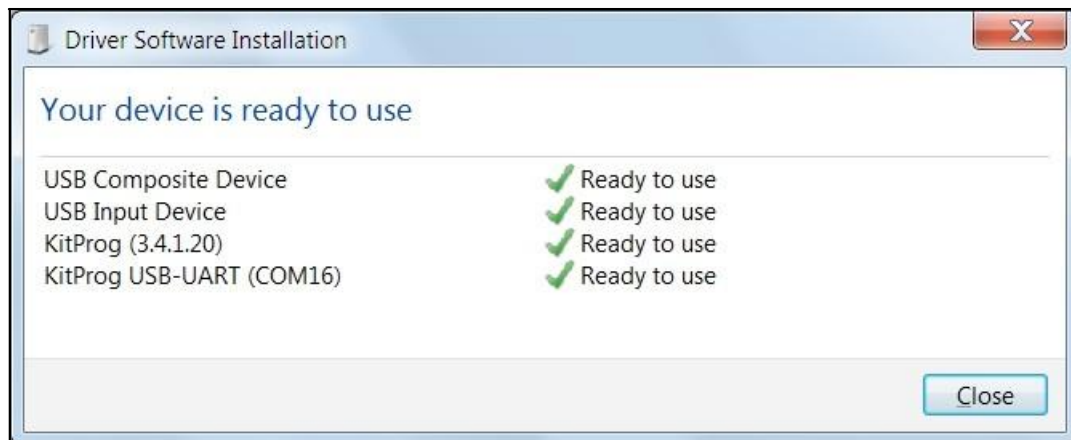 Driver Software Installation
Your device is ready to use
USB Composite Device Ready to use
USB Input Device Ready to use
KitProg (3.4.1.20) Ready to use
KitProg USB-UART (COM16) Ready to use
Close